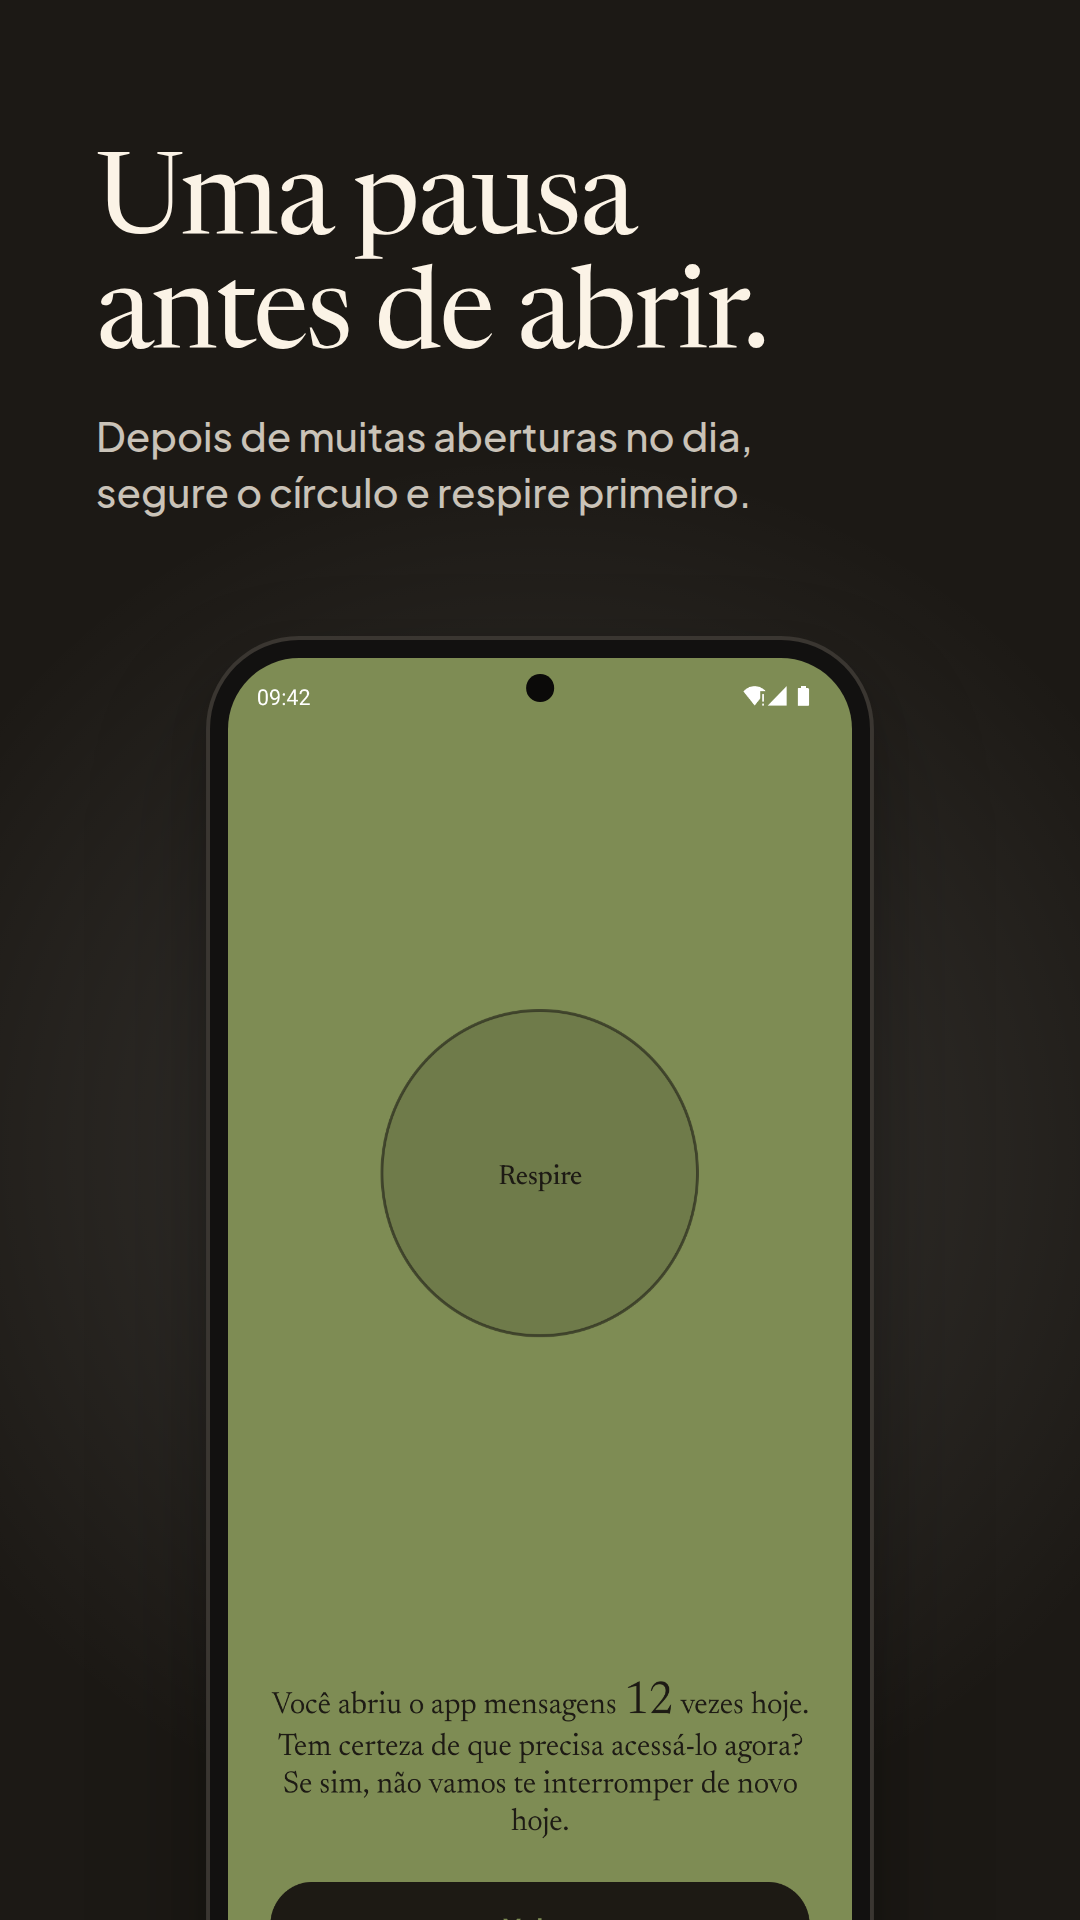 Uma pausa
antes de abrir.
Depois de muitas aberturas no dia,
segure o círculo e respire primeiro.
09:42
Respire
Você abriu o app mensagens 12 vezes hoje.
Tem certeza de que precisa acessá-lo agora?
Se sim, não vamos te interromper de novo
hoje.